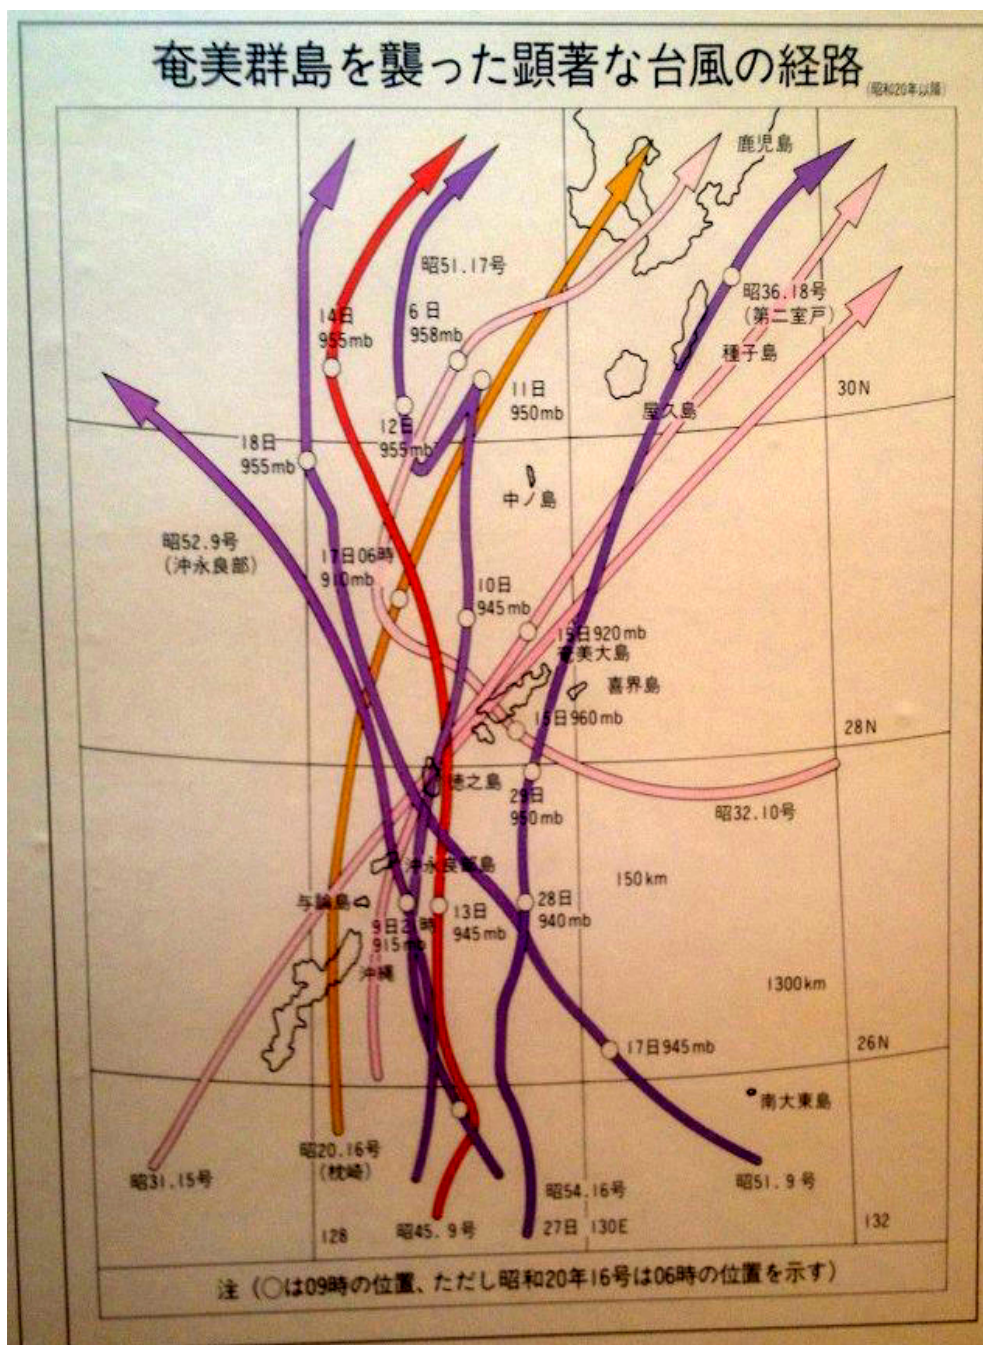 奄美群島を襲った顕著な台風の経路
(昭和20年以降)
鹿児島
昭51.17号
昭36.18号
(第二室戸)
14日
955mb
6日
958mb
種子島
30N
11日
950mb
屋久島
12日
955mb
18日
955mb
中ノ島
昭52.9号
(沖永良部)
17日06時
910mb
10日
945mb
15日920mb
奄美大島
喜界島
15日960mb
28N
徳之島
29日
950mb
昭32.10号
沖永良部島
150km
与論島
28日
940mb
13日
945mb
9日21時
915mb
沖縄
1300km
17日945mb
26N
南大東島
昭20.16号
(枕崎)
昭31.15号
昭54.16号
昭51.9号
昭45.9号
27日 130E
128
132
注(○は09時の位置、ただし昭和20年16号は06時の位置を示す)